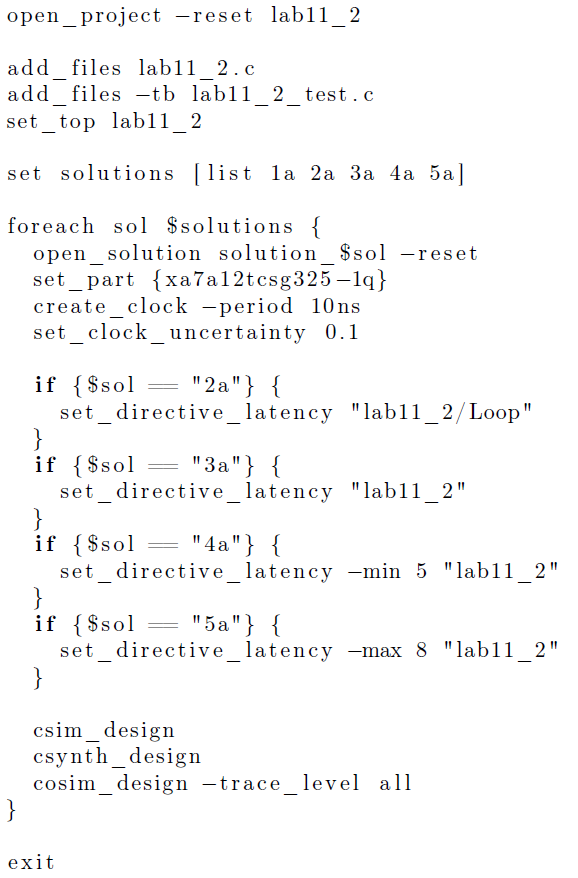 open_project -reset lab11_2

add_files lab11_2.c
add_files -tb lab11_2_test.c
set_top lab11_2

set solutions [list 1a 2a 3a 4a 5a]

foreach sol $solutions {
  open_solution solution_$sol -reset
  set_part {xa7a12tcsg325-1q}
  create_clock -period 10ns
  set_clock_uncertainty 0.1

  if {$sol == "2a"} {
    set_directive_latency "lab11_2/Loop"
  }
  if {$sol == "3a"} {
    set_directive_latency "lab11_2"
  }
  if {$sol == "4a"} {
    set_directive_latency -min 5 "lab11_2"
  }
  if {$sol == "5a"} {
    set_directive_latency -max 8 "lab11_2"
  }

  csim_design
  csynth_design
  cosim_design -trace_level all
}

exit